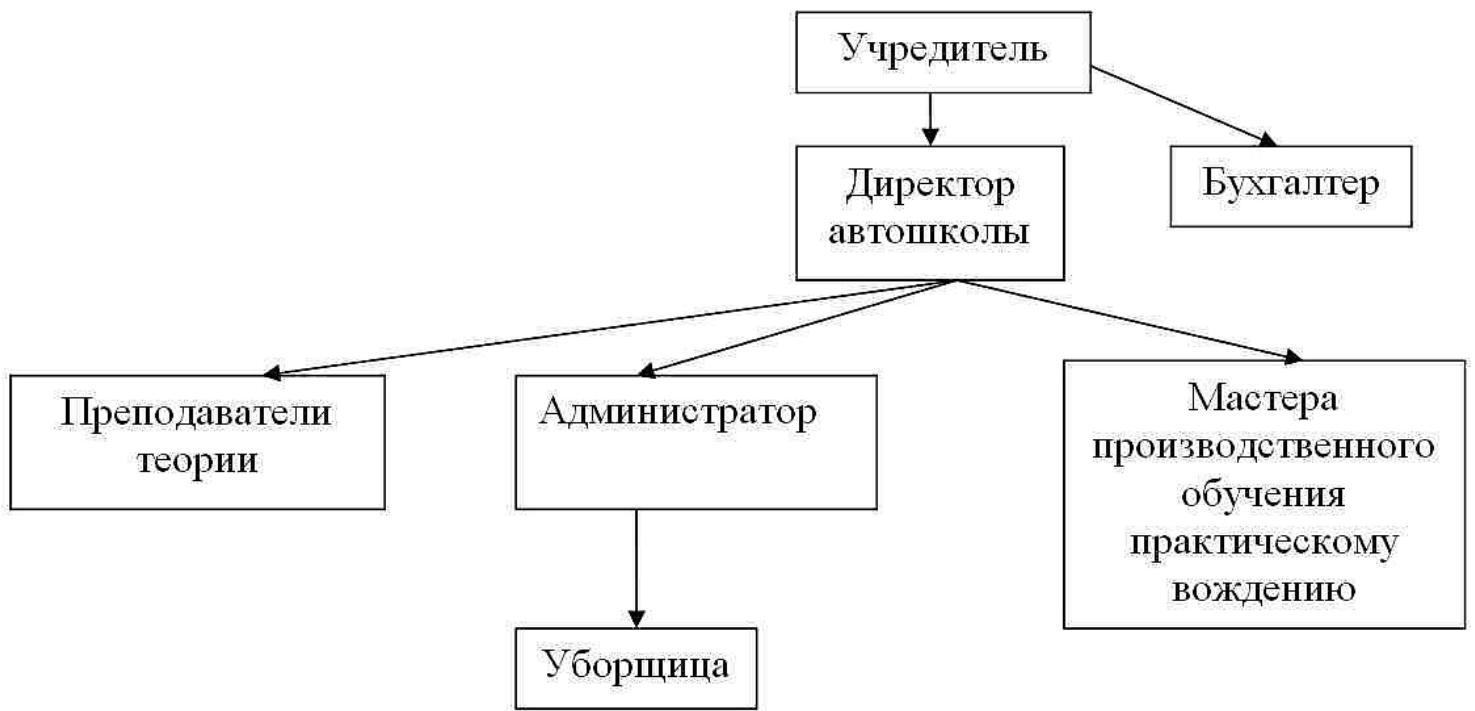 Учредитель
Директор
автошколы
Бухгалтер
Преподаватели
теории
Администратор
Мастера
производственного
обучения
практическому
вождению
Уборщица